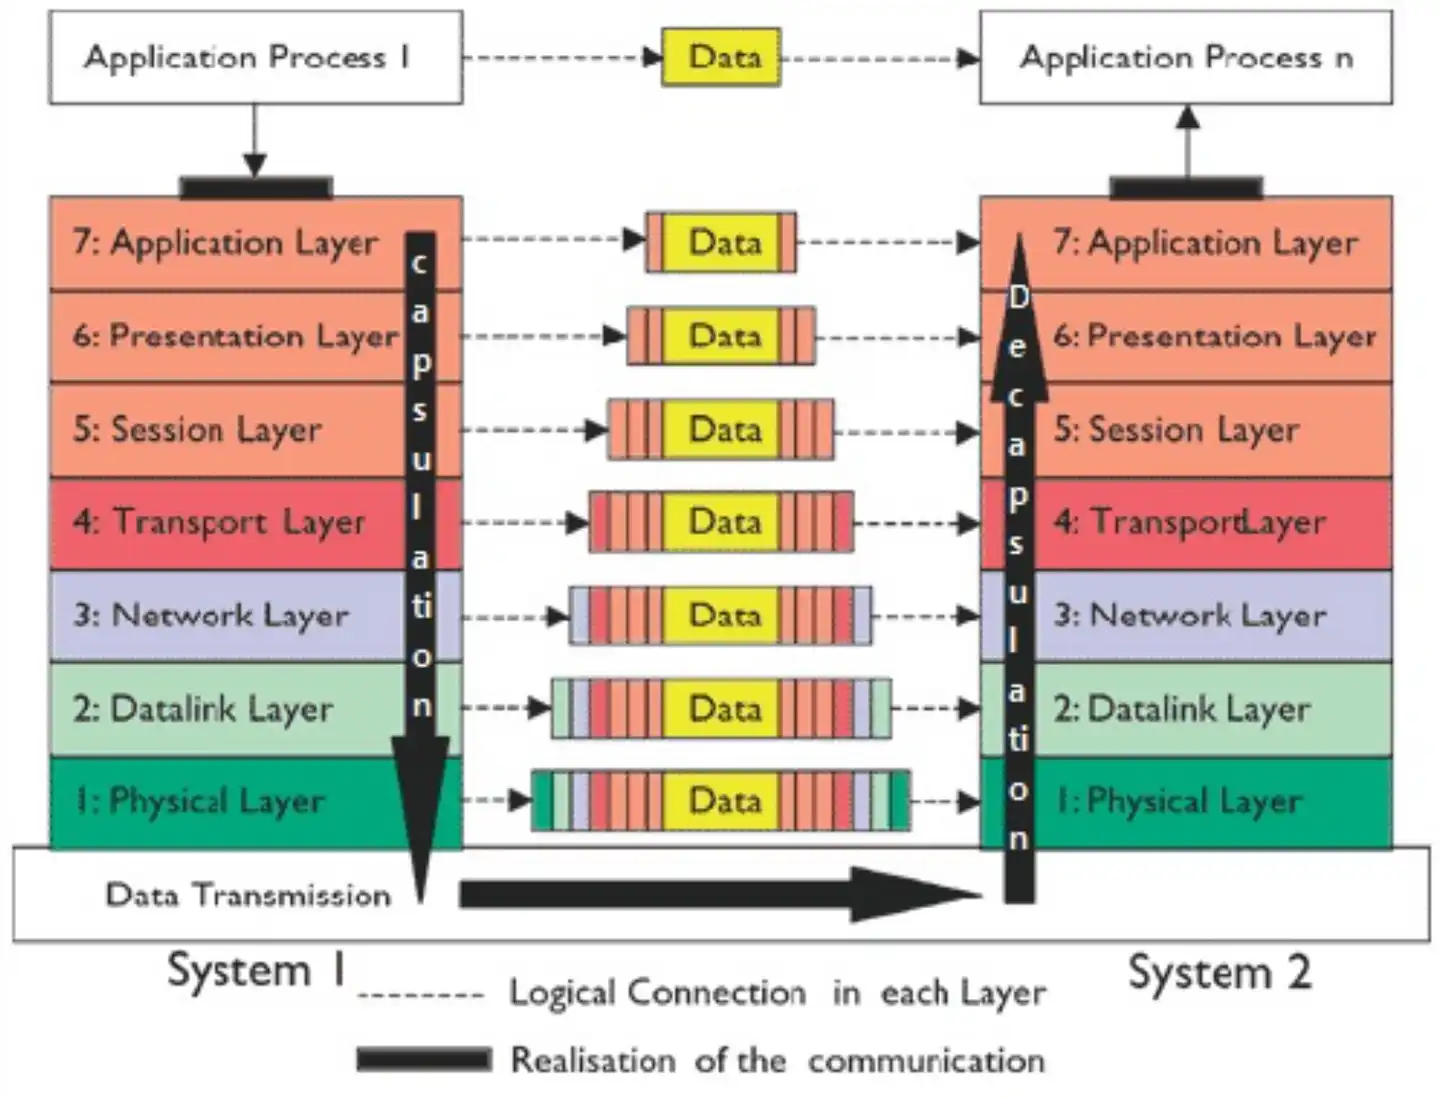 Application Process 1
Data
Application Process n
7: Application Layer
Data
7: Application Layer
6: Presentation Layer
Data
6: Presentation Layer
5: Session Layer
Data
5: Session Layer
4: Transport Layer
Data
4: TransportLayer
3: Network Layer
Data
3: Network Layer
2: Datalink Layer
Data
2: Datalink Layer
1: Physical Layer
Data
1: Physical Layer
capsulation
Decapsulation
Data Transmission
System 1
System 2
Logical Connection in each Layer
Realisation of the communication